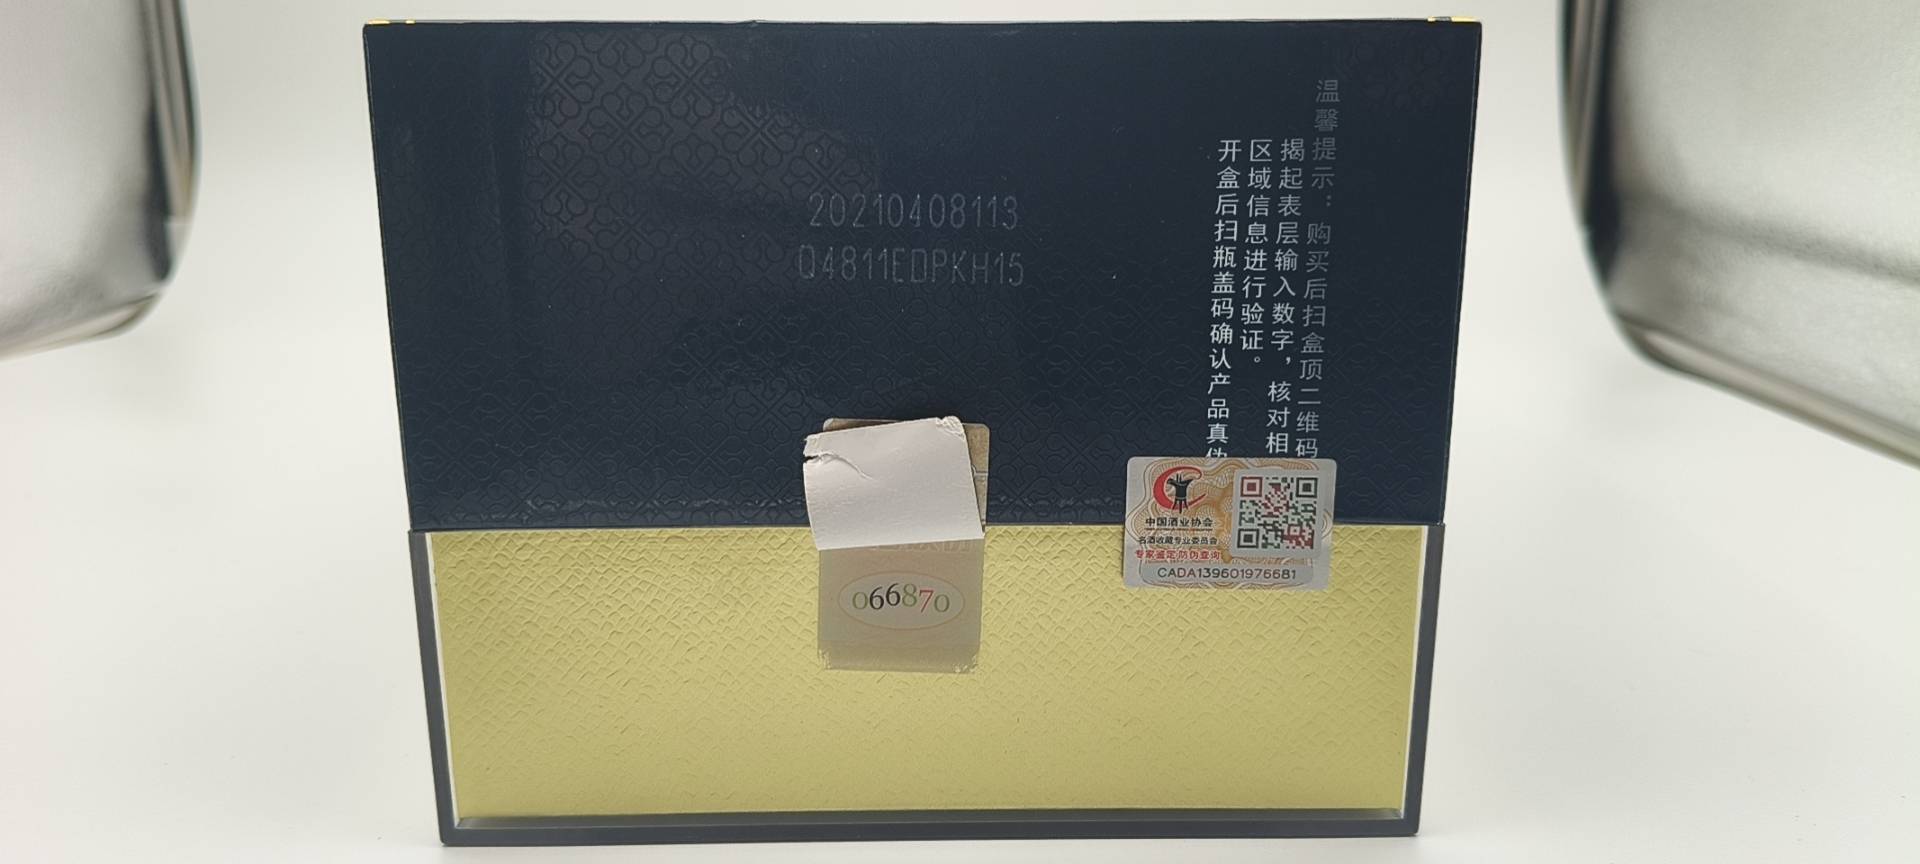 20210408113
Q4811EDPKH15
温馨提示：购买后扫盒顶二维码
揭起表层输入数字，核对相
区域信息进行验证。
开盒后扫瓶盖码确认产品真伪
066870
中国酒业协会
名酒收藏专业委员会
专家鉴定防伪查询
CADA139601976681